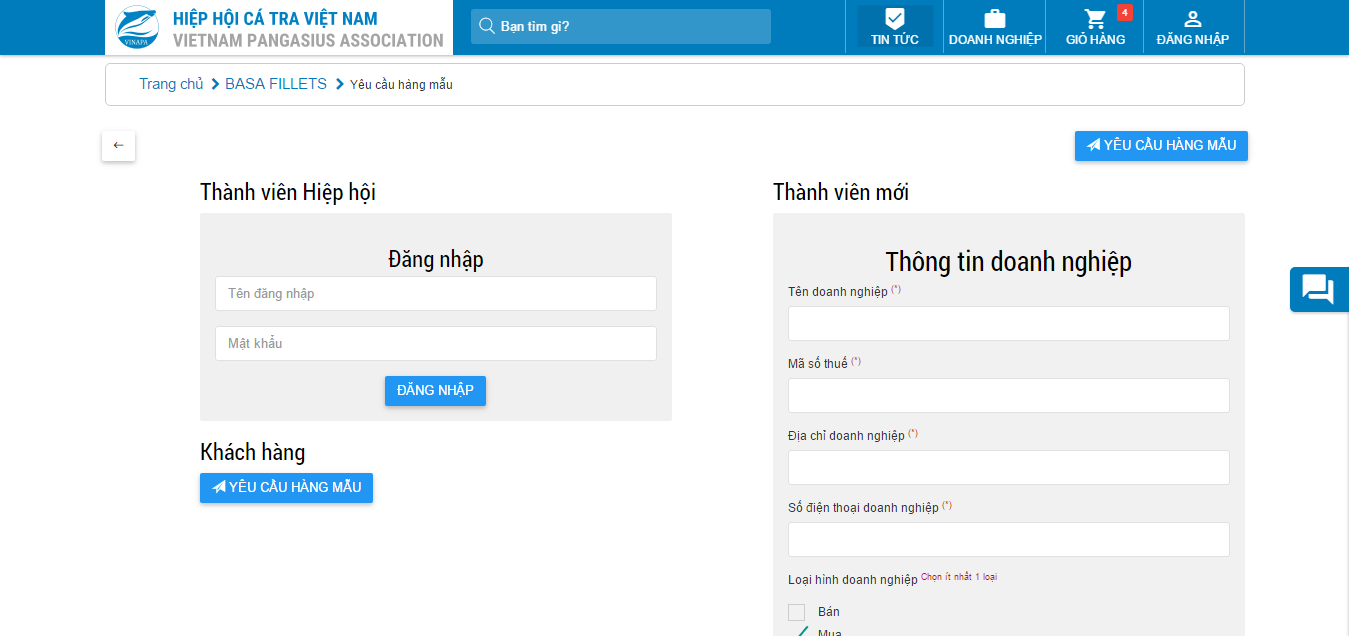 HIỆP HỘI CÁ TRA VIỆT NAM
VIETNAM PANGASIUS ASSOCIATION
VINAPA
Bạn tìm gì?
TIN TỨC
DOANH NGHIỆP
4
GIỎ HÀNG
ĐĂNG NHẬP
Trang chủ BASA FILLETS Yêu cầu hàng mẫu
YÊU CẦU HÀNG MẪU
Thành viên Hiệp hội
Đăng nhập
Tên đăng nhập
Mật khẩu
ĐĂNG NHẬP
Khách hàng
YÊU CẦU HÀNG MẪU
Thành viên mới
Thông tin doanh nghiệp
Tên doanh nghiệp (*)
Mã số thuế (*)
Địa chỉ doanh nghiệp (*)
Số điện thoại doanh nghiệp (*)
Loại hình doanh nghiệp Chọn ít nhất 1 loại
Bán
Mua